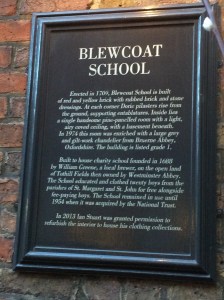 BLEWCOAT
SCHOOL
Erected in 1709, Blewcoat School is built
of red and yellow brick with rubbed brick and stone
dressings. At each corner Doric pilasters rise from
the ground, supporting entablatures. Inside lies
a single handsome pine-panelled room with a light,
airy coved ceiling, with a basement beneath.
In 1974 this room was enriched with a large grey
and gilt-work chandelier from Bruerne Abbey,
Oxfordshire. The building is listed grade 1.
Built to house charity school founded in 1688
by William Greene, a local brewer, on the open land
of Tothill Fields then owned by Westminster Abbey.
The School educated and clothed twenty boys from the
parishes of St. Margaret and St. John for free alongside
fee-paying boys. The School remained in use until
1954 when it was acquired by the National Trust.
In 2013 Ian Stuart was granted permission to
refurbish the interior to house his clothing collections.